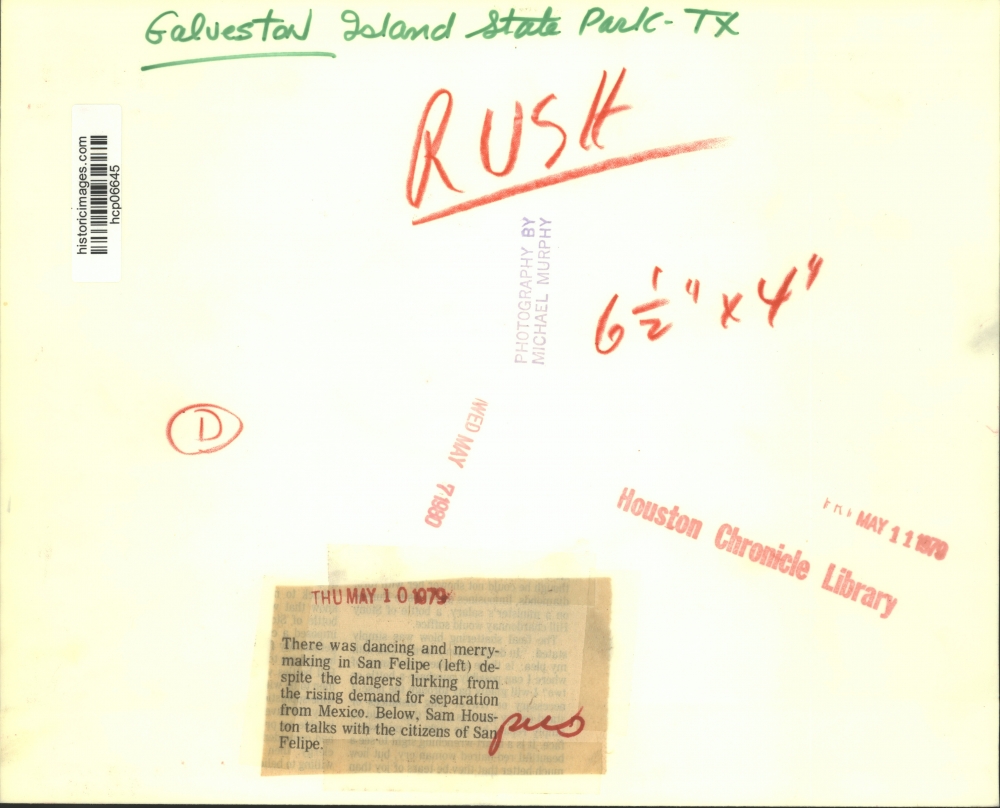 Galveston Island State Park - TX
RUSH
historicimages.com
hcp06645
PHOTOGRAPHY BY
MICHAEL MURPHY
6 1/2" x 4"
D
WED MAY 7 1980
FRI MAY 11 1979
Houston Chronicle Library
THU MAY 10 1979
There was dancing and merry-
making in San Felipe (left) de-
spite the dangers lurking from
the rising demand for separation
from Mexico. Below, Sam Hous-
ton talks with the citizens of San
Felipe.